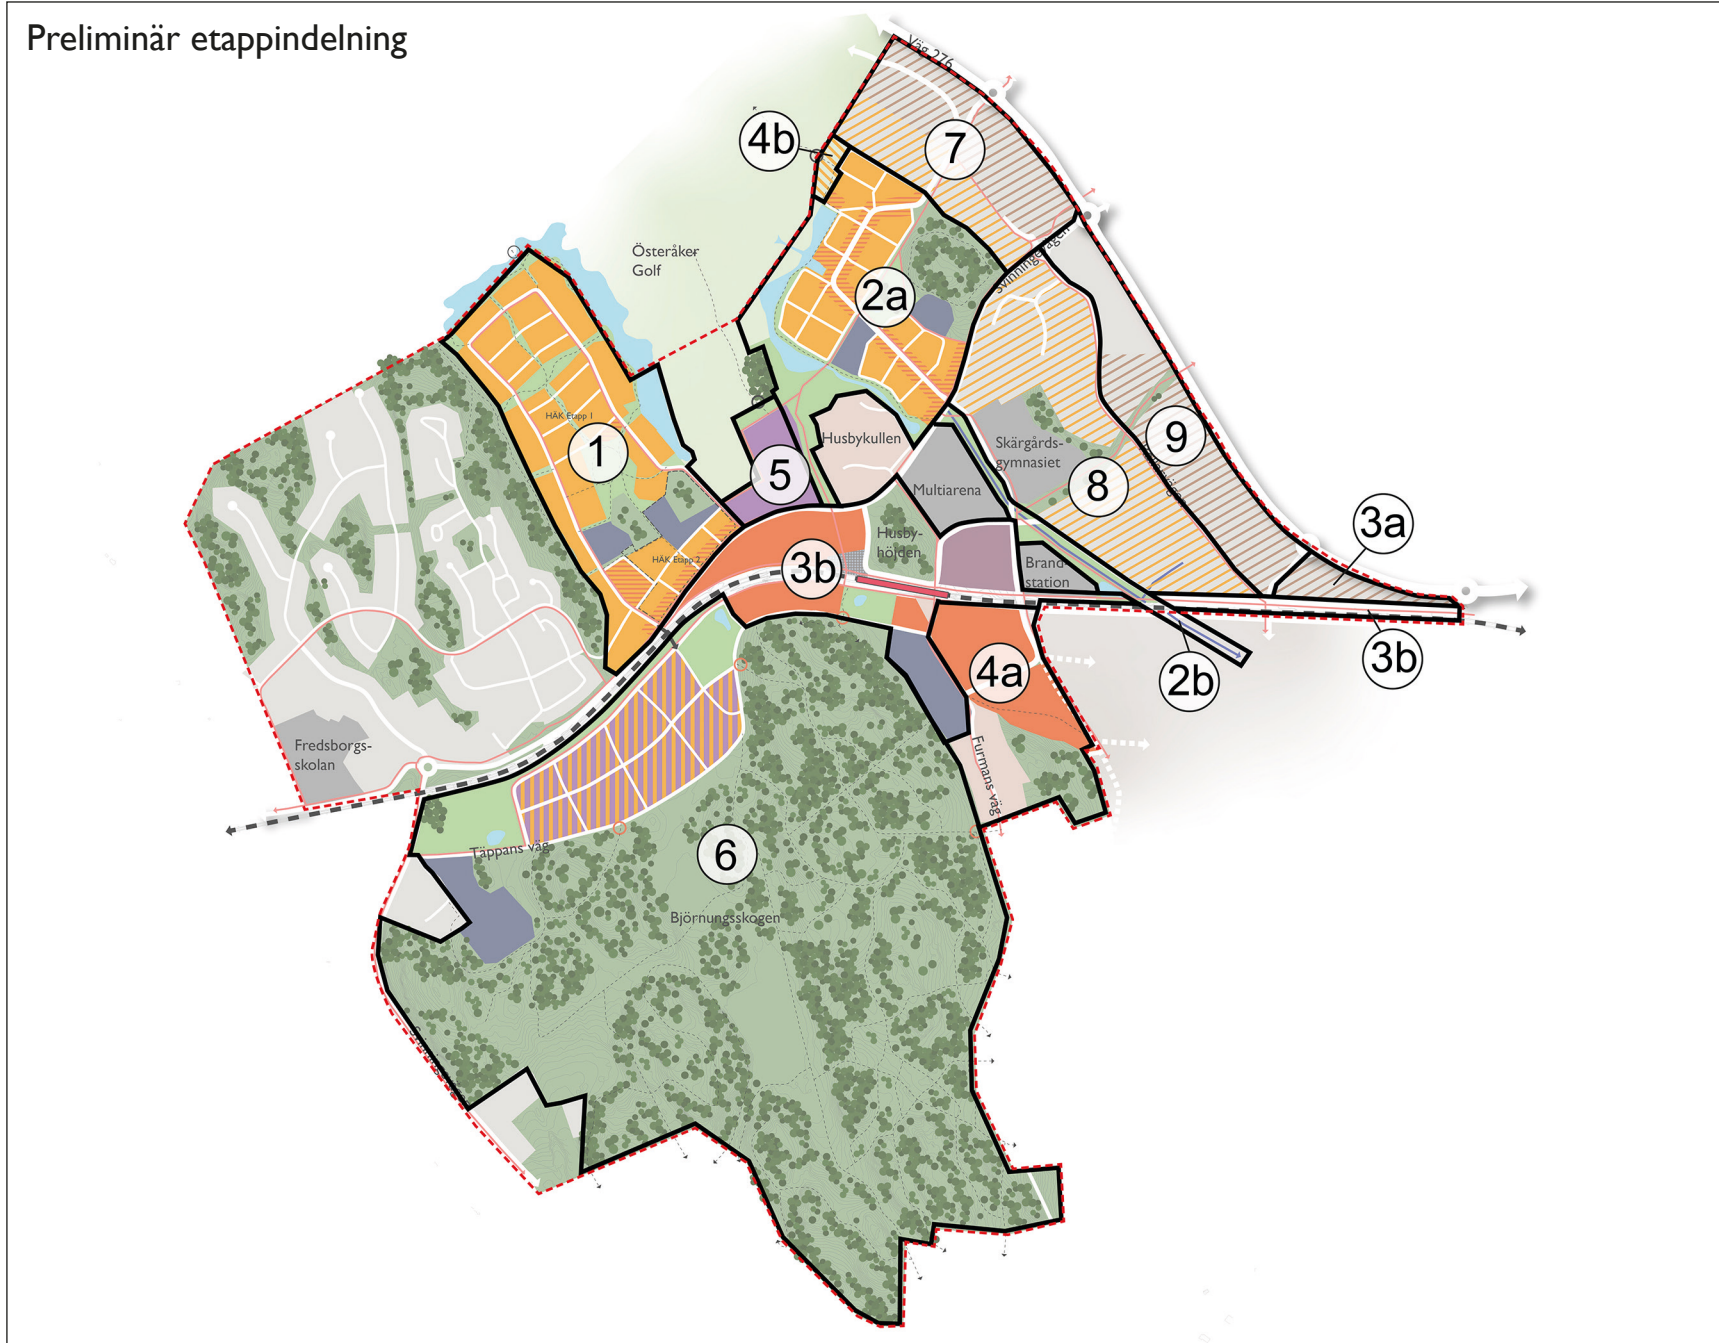 Preliminär etappindelning
Väg 276
4b
7
Österåker
Golf
Svinningevägen
2a
HÄK Etapp 1
1
Husbykullen
Skärgårds-
gymnasiet
9
5
8
Multiarena
3a
Husby-
höjden
HÄK Etapp 2
3b
Brand-
station
3b
4a
2b
Fredsborgs-
skolan
Furmans väg
Täppans väg
6
Björnungsskogen